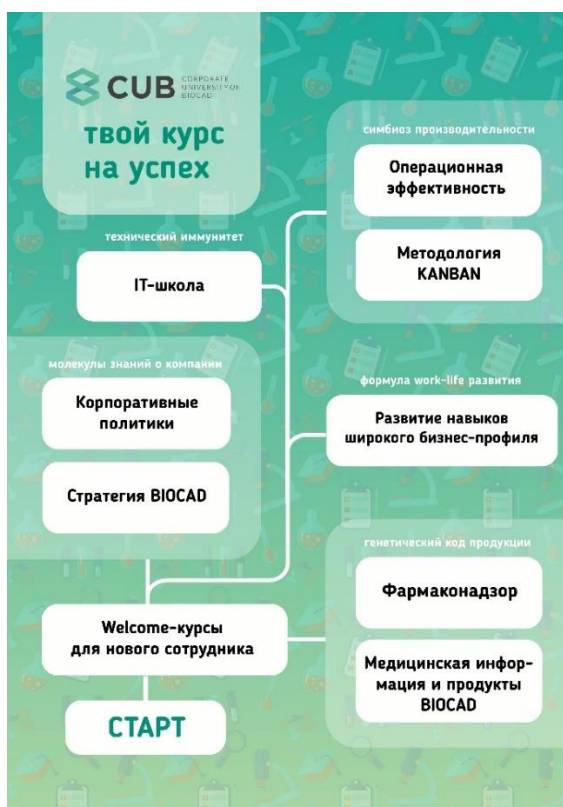 CUB
CORPORATE
UNIVERSITY OF
BIOCAD
твой курс
на успех
симбиоз производительности
Операционная
эффективность
Методология
KANBAN
технический иммунитет
IT-школа
молекулы знаний о компании
Корпоративные
политики
Стратегия BIOCAD
формула work-life развития
Развитие навыков
широкого бизнес-профиля
генетический код продукции
Фармаконадзор
Медицинская инфор-
мация и продукты
BIOCAD
Welcome-курсы
для нового сотрудника
СТАРТ